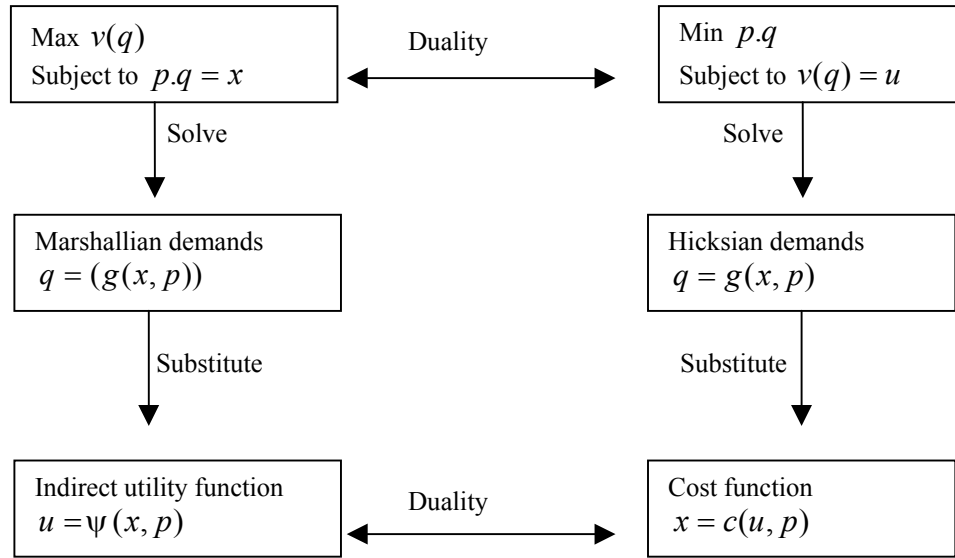 Max v(q)
Subject to p.q = x
Duality
Min p.q
Subject to v(q) = u
Solve
Solve
Marshallian demands
q = (g(x, p))
Hicksian demands
q = g(x, p)
Substitute
Substitute
Indirect utility function
u = ψ (x, p)
Duality
Cost function
x = c(u, p)